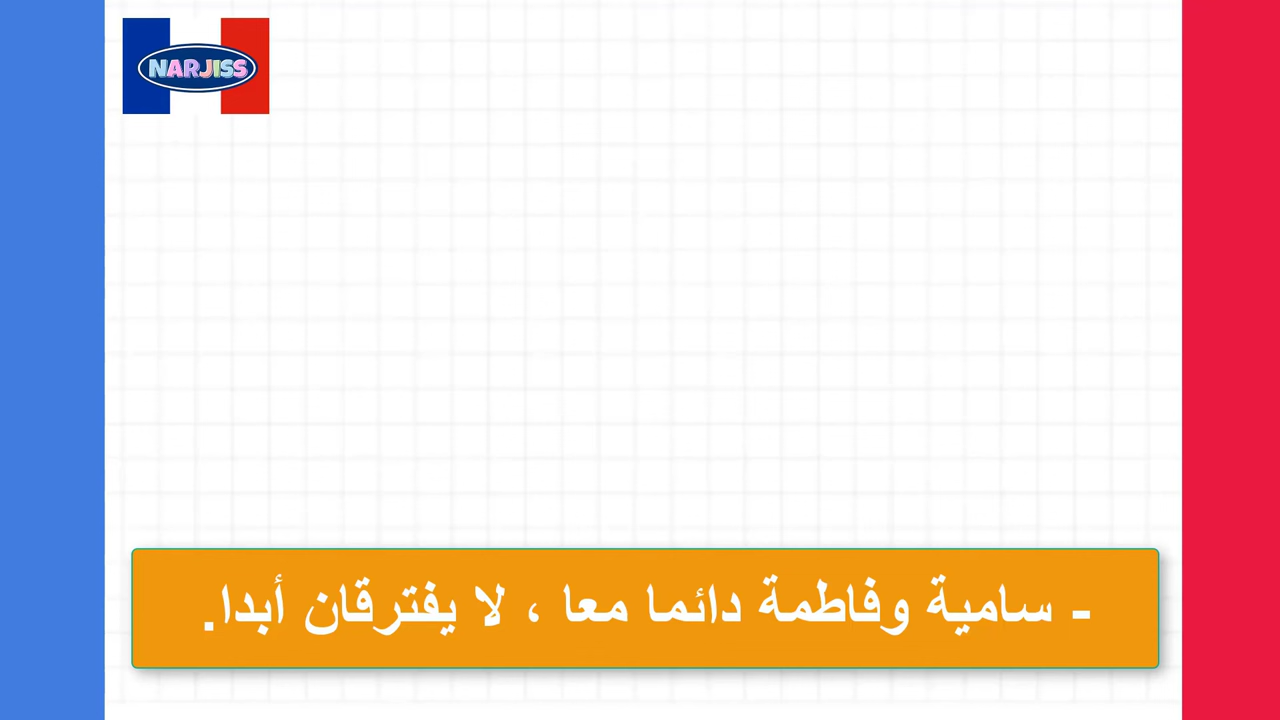 NARJISS
- سامية وفاطمة دائما معا ، لا يفترقان أبدا.